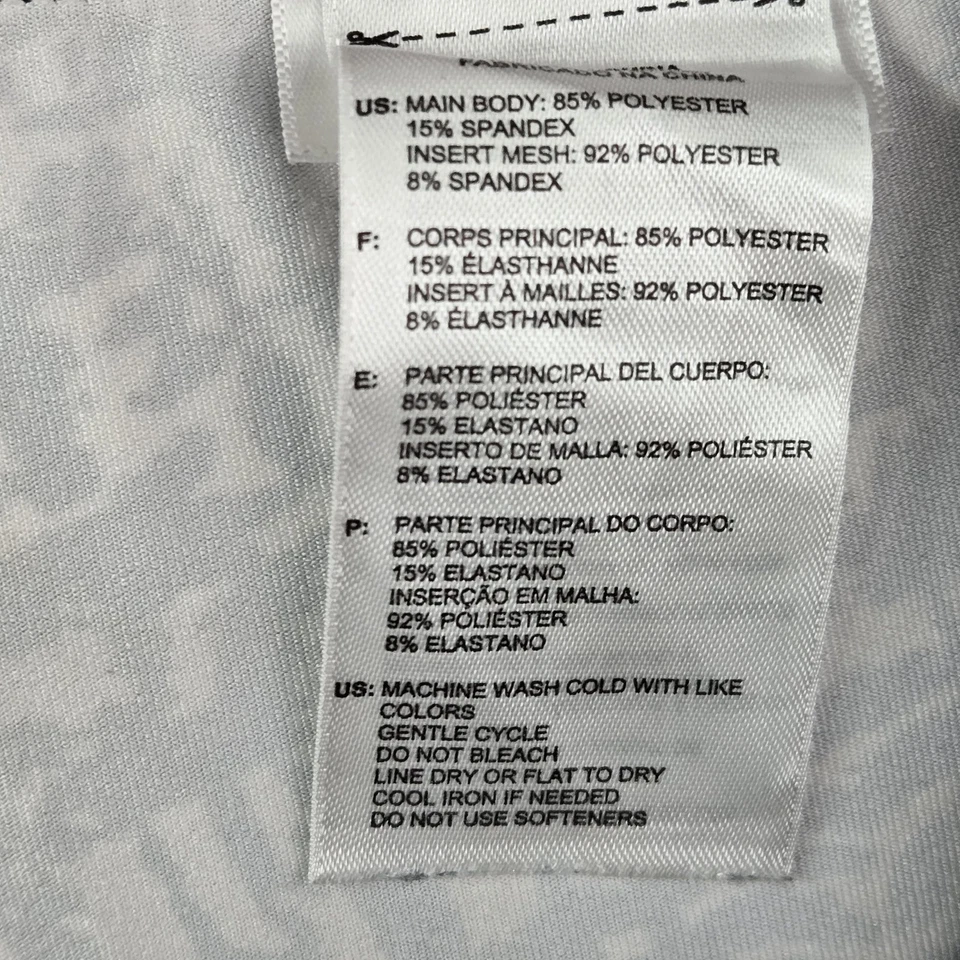 FABRICADO NA CHINA
US: MAIN BODY: 85% POLYESTER
15% SPANDEX
INSERT MESH: 92% POLYESTER
8% SPANDEX
F: CORPS PRINCIPAL: 85% POLYESTER
15% ÉLASTHANNE
INSERT À MAILLES: 92% POLYESTER
8% ÉLASTHANNE
E: PARTE PRINCIPAL DEL CUERPO:
85% POLIÉSTER
15% ELASTANO
INSERTO DE MALLA: 92% POLIÉSTER
8% ELASTANO
P: PARTE PRINCIPAL DO CORPO:
85% POLIÉSTER
15% ELASTANO
INSERÇÃO EM MALHA:
92% POLIÉSTER
8% ELASTANO
US: MACHINE WASH COLD WITH LIKE
COLORS
GENTLE CYCLE
DO NOT BLEACH
LINE DRY OR FLAT TO DRY
COOL IRON IF NEEDED
DO NOT USE SOFTENERS